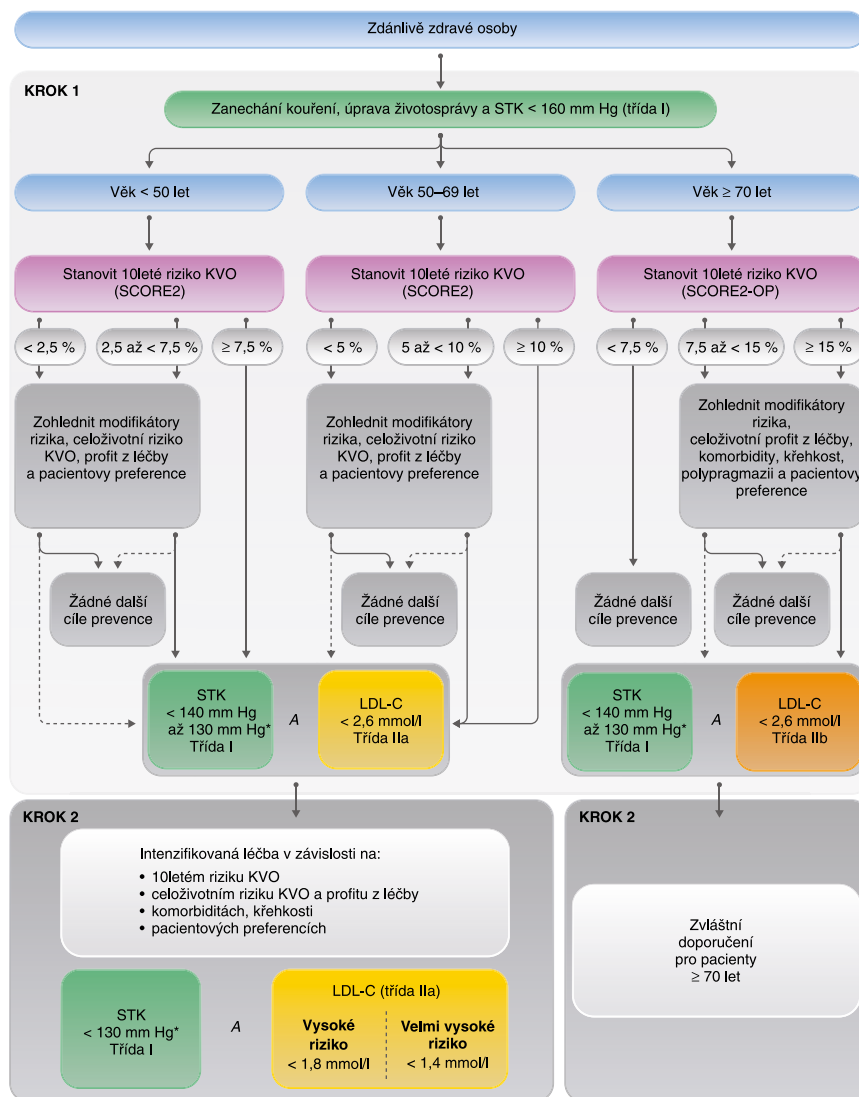 Zdánlivě zdravé osoby
KROK 1
Zanechání kouření, úprava životosprávy a STK < 160 mm Hg (třída I)
Věk < 50 let
Věk 50–69 let
Věk ≥ 70 let
Stanovit 10leté riziko KVO
(SCORE2)
Stanovit 10leté riziko KVO
(SCORE2)
Stanovit 10leté riziko KVO
(SCORE2-OP)
< 2,5 %
2,5 až < 7,5 %
≥ 7,5 %
< 5 %
5 až < 10 %
≥ 10 %
< 7,5 %
7,5 až < 15 %
≥ 15 %
Zohlednit modifikátory
rizika, celoživotní riziko
KVO, profit z léčby
a pacientovy preference
Zohlednit modifikátory
rizika, celoživotní riziko
KVO, profit z léčby
a pacientovy preference
Zohlednit modifikátory
rizika,
celoživotní profit z léčby,
komorbidity, křehkost,
polypragmazii a pacientovy
preference
Žádné další
cíle prevence
Žádné další
cíle prevence
Žádné další
cíle prevence
Žádné další
cíle prevence
STK
< 140 mm Hg
až 130 mm Hg*
Třída I
A
LDL-C
< 2,6 mmol/l
Třída IIa
STK
< 140 mm Hg
až 130 mm Hg*
Třída I
A
LDL-C
< 2,6 mmol/l
Třída IIb
KROK 2
Intenzifikovaná léčba v závislosti na:
• 10letém riziku KVO
• celoživotním riziku KVO a profitu z léčby
• komorbiditách, křehkosti
• pacientových preferencích
STK
< 130 mm Hg*
Třída I
A
LDL-C (třída IIa)
Vysoké
riziko
< 1,8 mmol/l
Velmi vysoké
riziko
< 1,4 mmol/l
KROK 2
Zvláštní
doporučení
pro pacienty
≥ 70 let